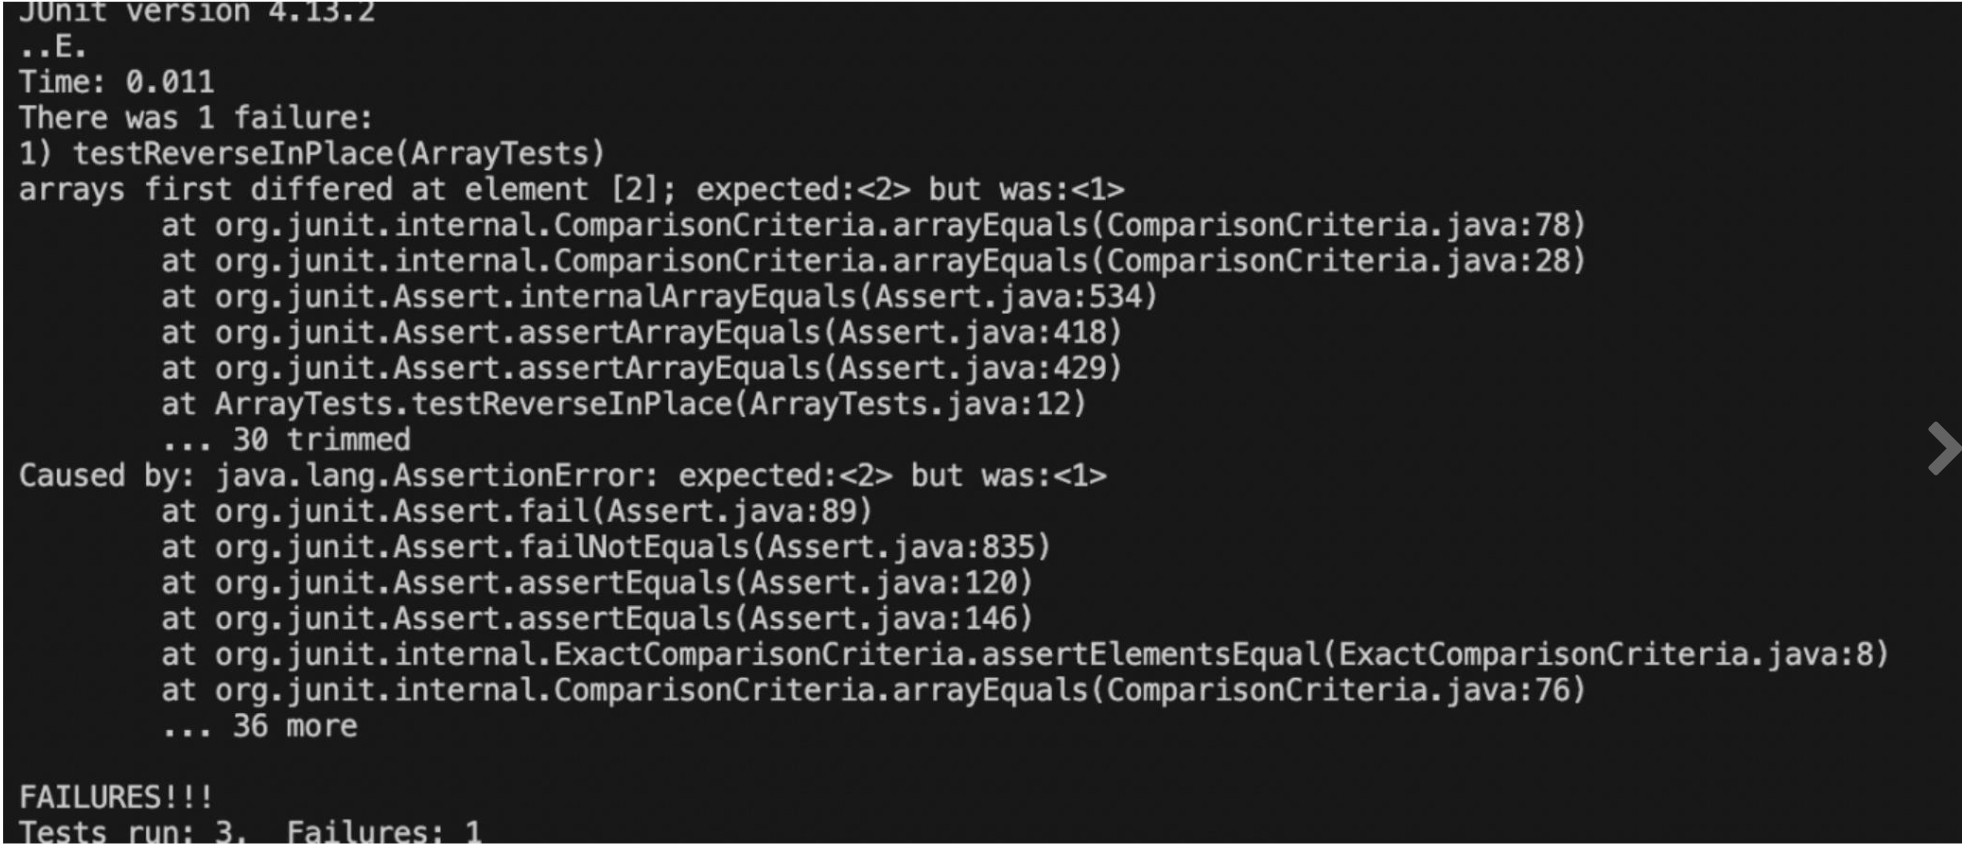 JUnit version 4.13.2
..E.
Time: 0.011
There was 1 failure:
1) testReverseInPlace(ArrayTests)
arrays first differed at element [2]; expected:<2> but was:<1>
        at org.junit.internal.ComparisonCriteria.arrayEquals(ComparisonCriteria.java:78)
        at org.junit.internal.ComparisonCriteria.arrayEquals(ComparisonCriteria.java:28)
        at org.junit.Assert.internalArrayEquals(Assert.java:534)
        at org.junit.Assert.assertArrayEquals(Assert.java:418)
        at org.junit.Assert.assertArrayEquals(Assert.java:429)
        at ArrayTests.testReverseInPlace(ArrayTests.java:12)
        ... 30 trimmed
Caused by: java.lang.AssertionError: expected:<2> but was:<1>
        at org.junit.Assert.fail(Assert.java:89)
        at org.junit.Assert.failNotEquals(Assert.java:835)
        at org.junit.Assert.assertEquals(Assert.java:120)
        at org.junit.Assert.assertEquals(Assert.java:146)
        at org.junit.internal.ExactComparisonCriteria.assertElementsEqual(ExactComparisonCriteria.java:8)
        at org.junit.internal.ComparisonCriteria.arrayEquals(ComparisonCriteria.java:76)
        ... 36 more

FAILURES!!!
Tests run: 3,  Failures: 1